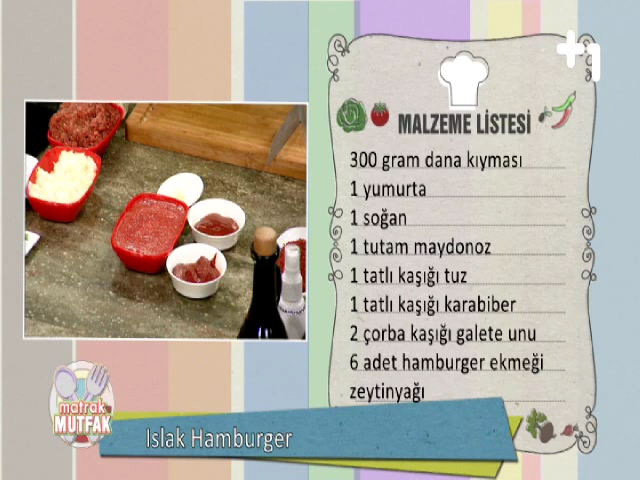 +1
MALZEME LİSTESİ
300 gram dana kıyması
1 yumurta
1 soğan
1 tutam maydonoz
1 tatlı kaşığı tuz
1 tatlı kaşığı karabiber
2 çorba kaşığı galete unu
6 adet hamburger ekmeği
zeytinyağı
matrak
MUTFAK
Islak Hamburger